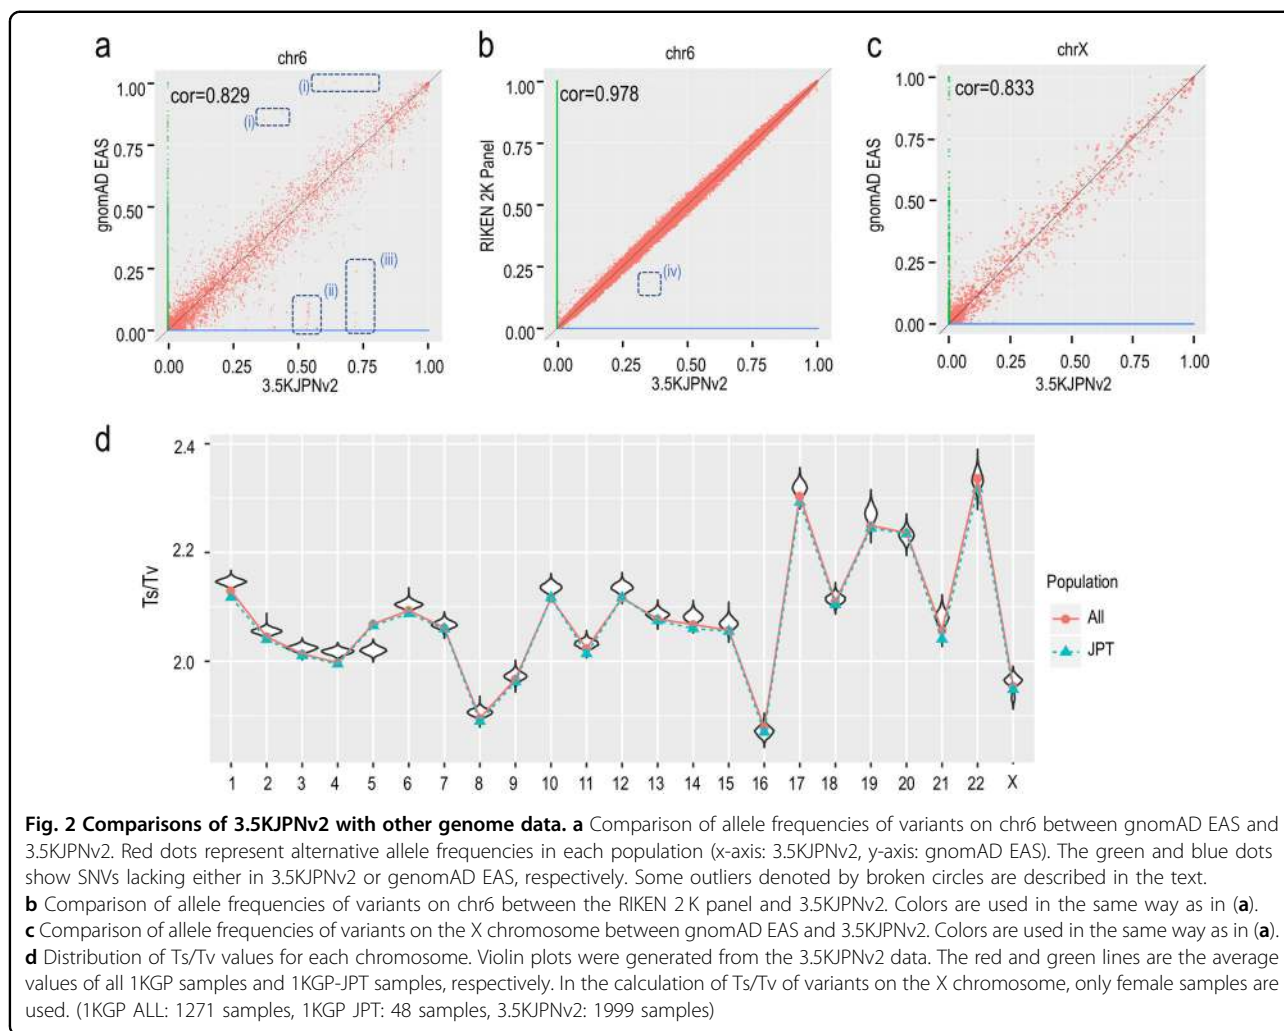 a
chr6
cor=0.829
(i)
(i)
(ii)
(iii)
gnomAD EAS
1.00
0.75
0.50
0.25
0.00
0.00 0.25 0.50 0.75 1.00
3.5KJPNv2
b
chr6
cor=0.978
(iv)
RIKEN 2K Panel
1.00
0.75
0.50
0.25
0.00
0.00 0.25 0.50 0.75 1.00
3.5KJPNv2
c
chrX
cor=0.833
gnomAD EAS
1.00
0.75
0.50
0.25
0.00
0.00 0.25 0.50 0.75 1.00
3.5KJPNv2
d
Ts/Tv
2.4
2.2
2.0
1 2 3 4 5 6 7 8 9 10 11 12 13 14 15 16 17 18 19 20 21 22 X
Population
All
JPT
Fig. 2 Comparisons of 3.5KJPNv2 with other genome data. a Comparison of allele frequencies of variants on chr6 between gnomAD EAS and
3.5KJPNv2. Red dots represent alternative allele frequencies in each population (x-axis: 3.5KJPNv2, y-axis: gnomAD EAS). The green and blue dots
show SNVs lacking either in 3.5KJPNv2 or genomAD EAS, respectively. Some outliers denoted by broken circles are described in the text.
b Comparison of allele frequencies of variants on chr6 between the RIKEN 2 K panel and 3.5KJPNv2. Colors are used in the same way as in (a).
c Comparison of allele frequencies of variants on the X chromosome between gnomAD EAS and 3.5KJPNv2. Colors are used in the same way as in (a).
d Distribution of Ts/Tv values for each chromosome. Violin plots were generated from the 3.5KJPNv2 data. The red and green lines are the average
values of all 1KGP samples and 1KGP-JPT samples, respectively. In the calculation of Ts/Tv of variants on the X chromosome, only female samples are
used. (1KGP ALL: 1271 samples, 1KGP JPT: 48 samples, 3.5KJPNv2: 1999 samples)